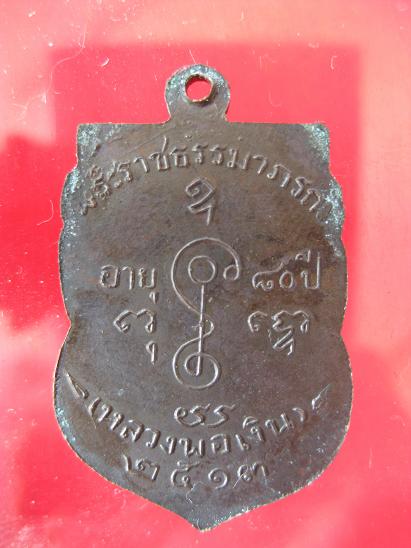 พระราชธรรมาภรณ์
อายุ ๘๐ ปี
(หลวงพ่อเงิน)
๒๕๑๓